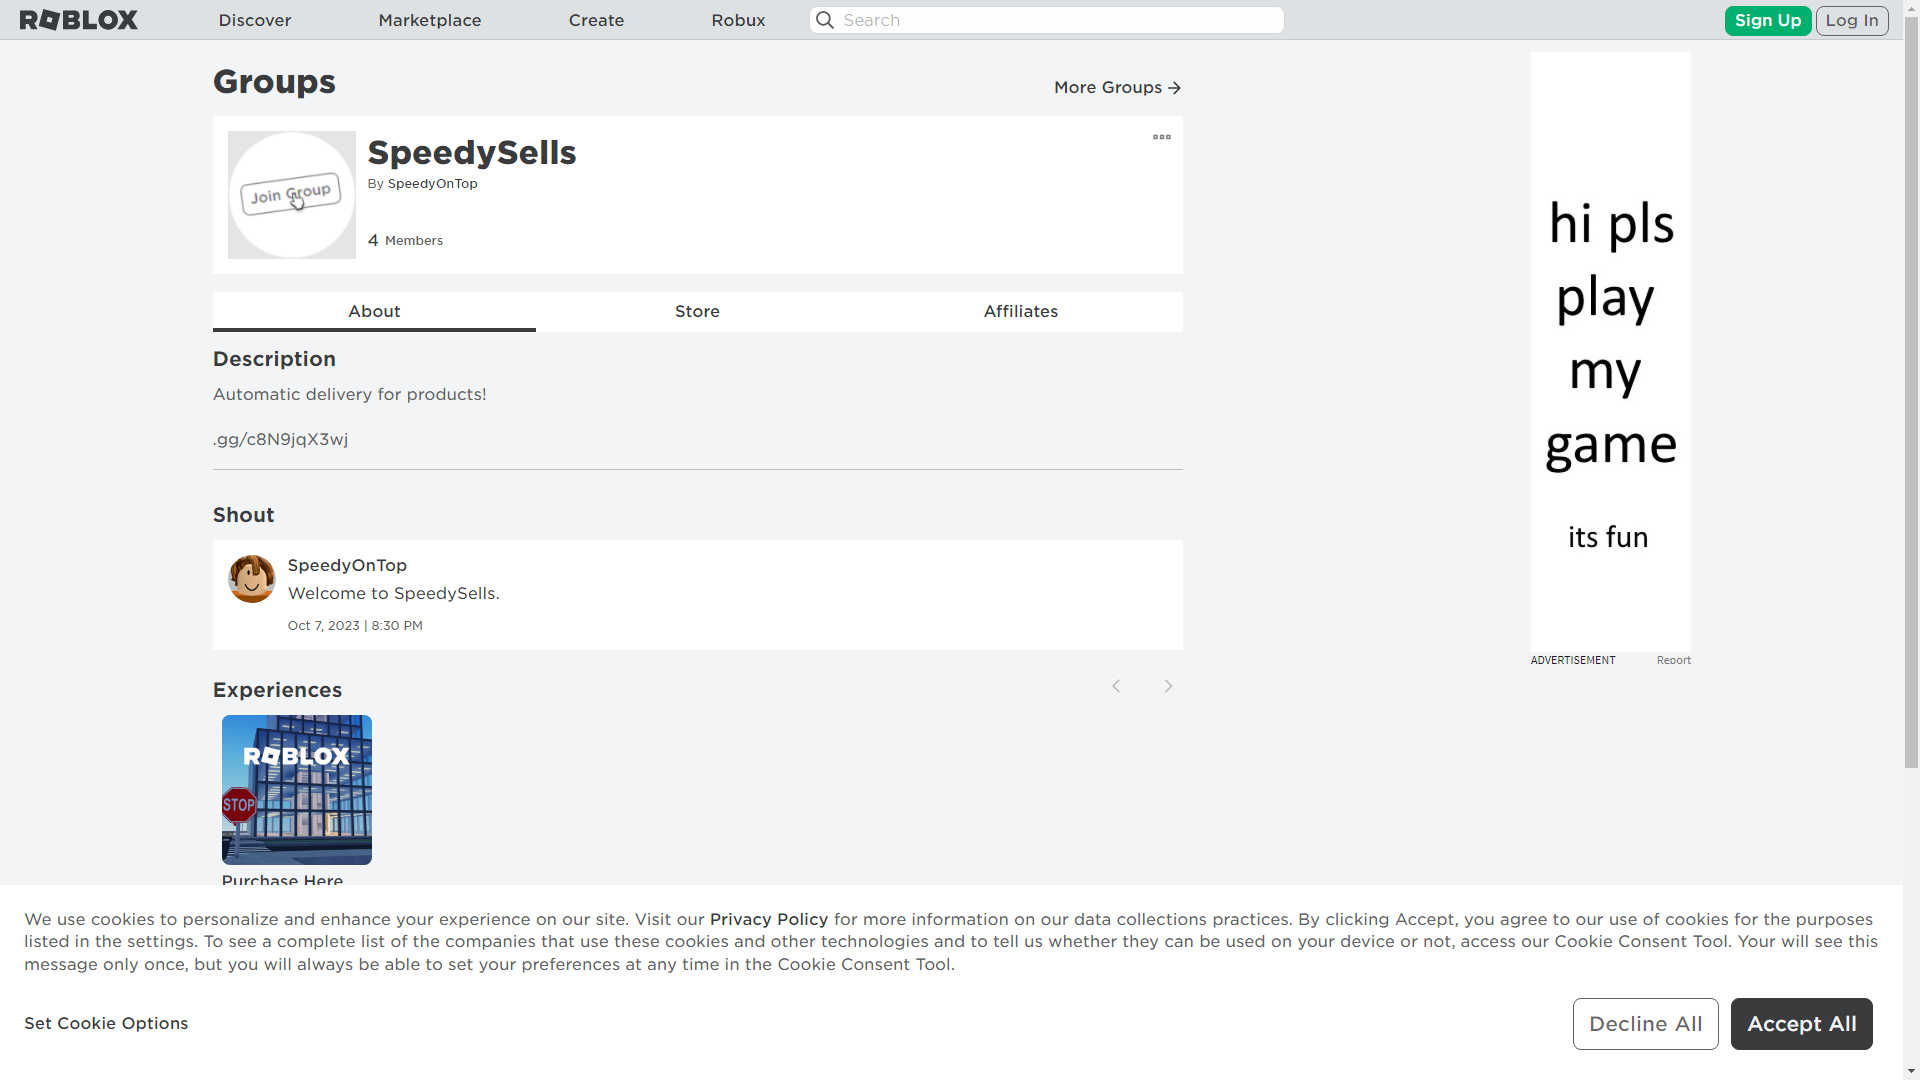 ROBLOX
Discover
Marketplace
Create
Robux
Search
Sign Up
Log In
Groups
More Groups
Join Group
SpeedySells
By SpeedyOnTop
4 Members
About
Store
Affiliates
Description
Automatic delivery for products!
.gg/c8N9jqX3wj
Shout
SpeedyOnTop
Welcome to SpeedySells.
Oct 7, 2023 | 8:30 PM
Experiences
ROBLOX
STOP
Purchase Here
hi pls
play
my
game
its fun
ADVERTISEMENT
Report
We use cookies to personalize and enhance your experience on our site. Visit our Privacy Policy for more information on our data collections practices. By clicking Accept, you agree to our use of cookies for the purposes
listed in the settings. To see a complete list of the companies that use these cookies and other technologies and to tell us whether they can be used on your device or not, access our Cookie Consent Tool. Your will see this
message only once, but you will always be able to set your preferences at any time in the Cookie Consent Tool.
Set Cookie Options
Decline All
Accept All